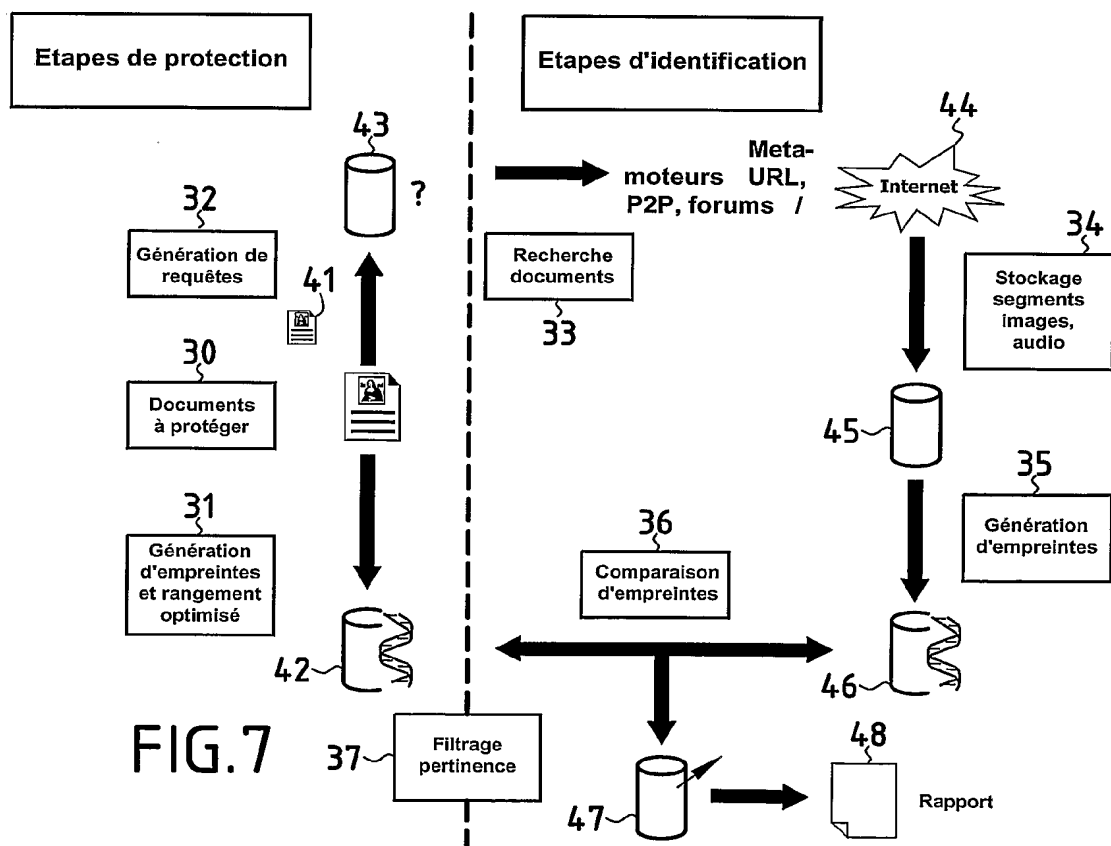 Etapes de protection
Etapes d'identification
43
?
44
Meta-
moteurs URL,
P2P, forums /
Internet
32
Génération de
requêtes
41
Recherche
documents
33
34
Stockage
segments
images,
audio
30
Documents
à protéger
45
31
Génération
d'empreintes
et rangement
optimisé
35
Génération
d'empreintes
36
Comparaison
d'empreintes
42
46
FIG.7
37
Filtrage
pertinence
47
48
Rapport